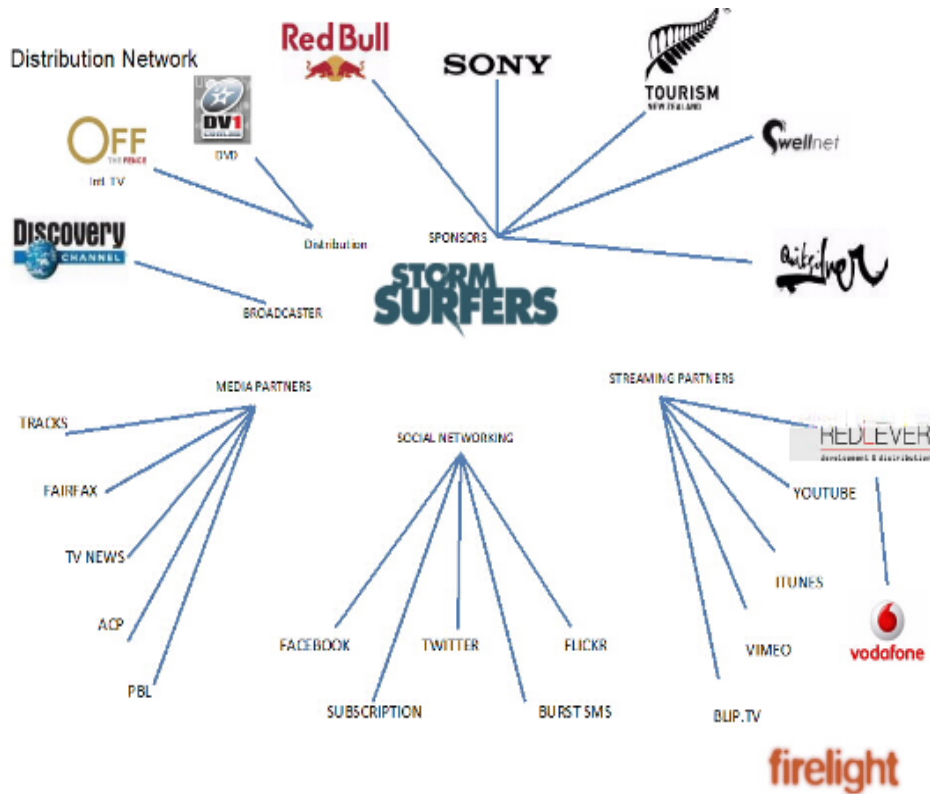 Distribution Network
Red Bull
SONY
TOURISM
NEW ZEALAND
DV1
DVD
OFF
THE FENCE
Intl TV
Swellnet
DISCOVERY
CHANNEL
Distribution
SPONSORS
Quiksilver
BROADCASTER
STORM
SURFERS
MEDIA PARTNERS
STREAMING PARTNERS
TRACKS
SOCIAL NETWORKING
REDLEVER
development & distribution
FAIRFAX
YOUTUBE
TV NEWS
ITUNES
ACP
FACEBOOK
TWITTER
FLICKR
VIMEO
vodafone
PBL
SUBSCRIPTION
BURST SMS
BLIP.TV
firelight